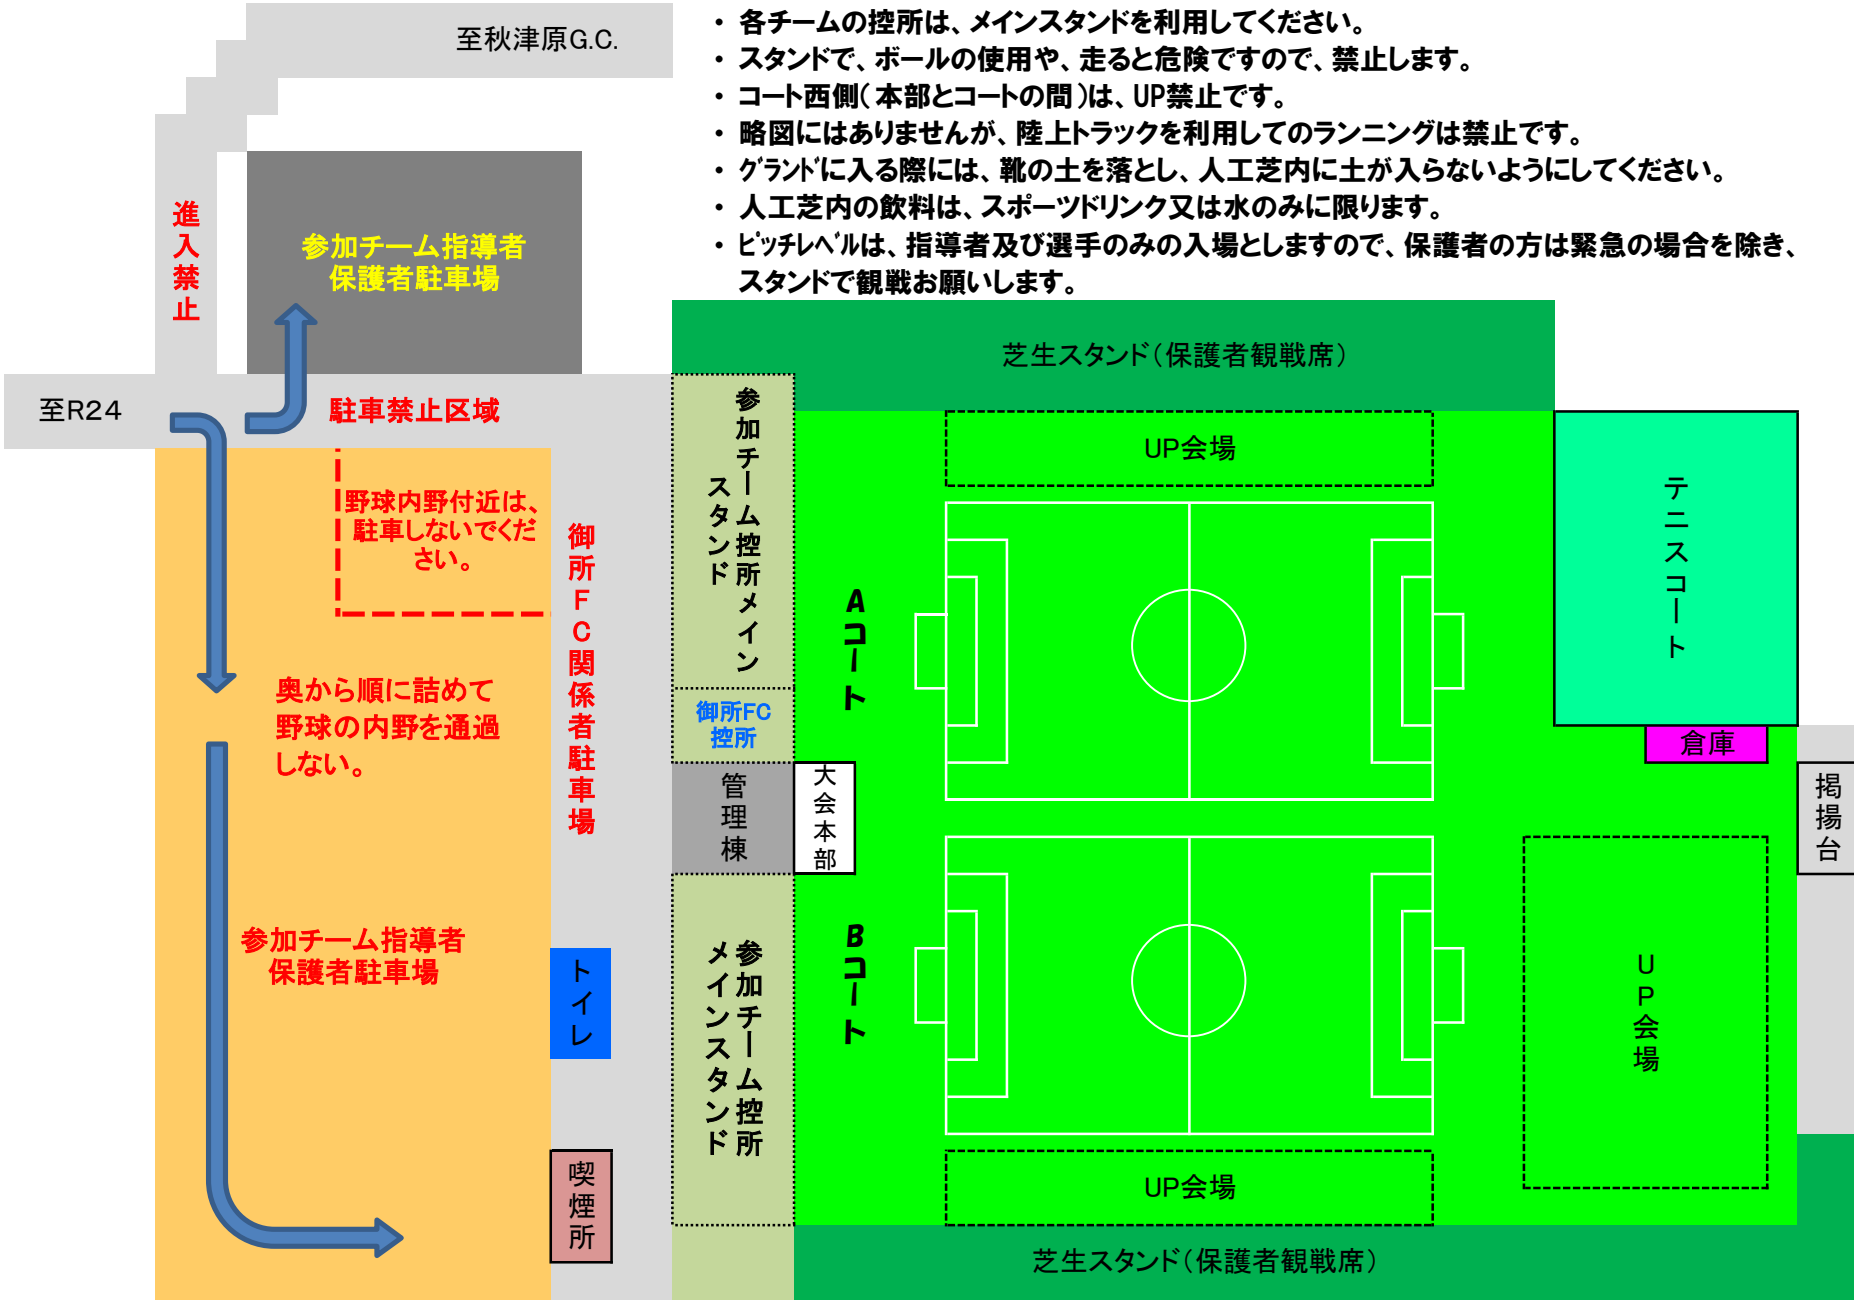 至秋津原G.C.
・ 各チームの控所は、メインスタンドを利用してください。
・ スタンドで、ボールの使用や、走ると危険ですので、禁止します。
・ コート西側(本部とコートの間)は、UP禁止です。
・ 略図にはありませんが、陸上トラックを利用してのランニングは禁止です。
・ グランドに入る際には、靴の土を落とし、人工芝内に土が入らないようにしてください。
・ 人工芝内の飲料は、スポーツドリンク又は水のみに限ります。
・ ピッチレベルは、指導者及び選手のみの入場としますので、保護者の方は緊急の場合を除き、
スタンドで観戦お願いします。
進入禁止
参加チーム指導者
保護者駐車場
至R24
駐車禁止区域
野球内野付近は、
駐車しないでくだ
さい。
奥から順に詰めて
野球の内野を通過
しない。
参加チーム指導者
保護者駐車場
御所FC関係者駐車場
トイレ
喫煙所
参加チーム控所メイン
スタンド
御所FC
控所
管理棟
大会本部
参加チーム控所
メインスタンド
芝生スタンド(保護者観戦席)
UP会場
Aコート
Bコート
テニスコート
倉庫
掲揚台
UP会場
UP会場
芝生スタンド(保護者観戦席)